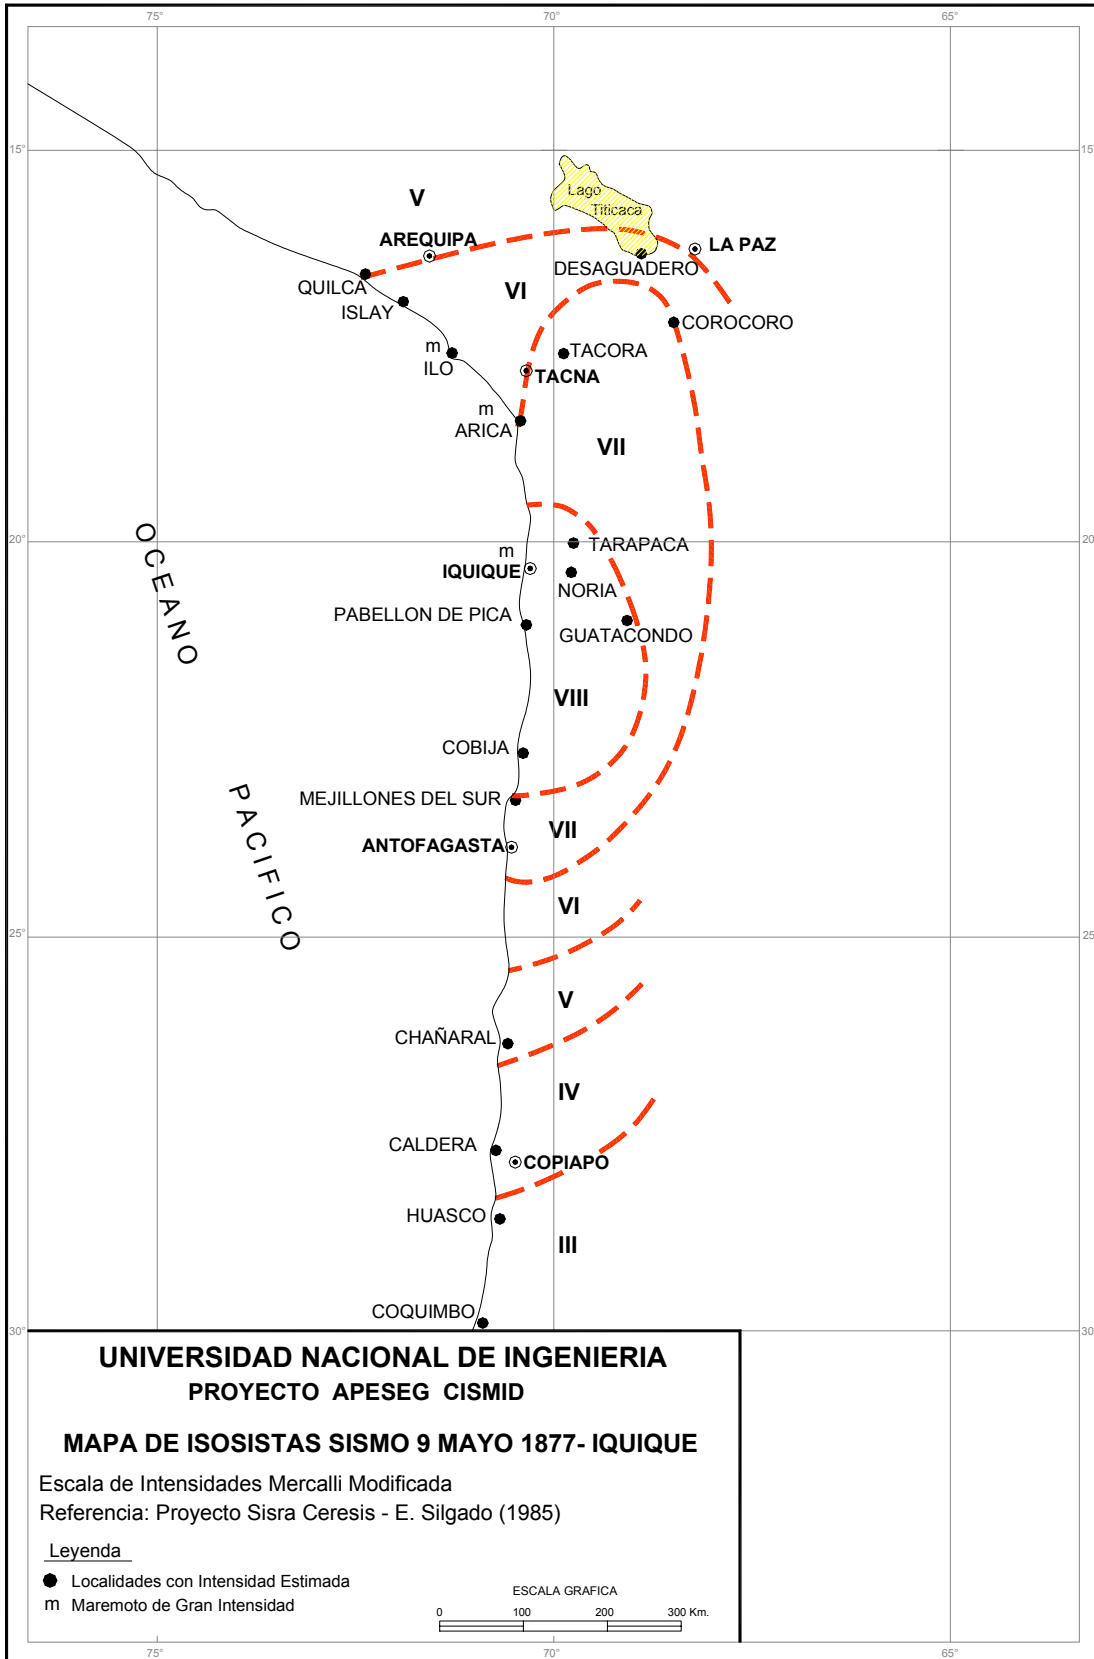 75° 70° 65°
15° 15°
Lago
Titicaca
V
AREQUIPA
LA PAZ
DESAGUADERO
QUILCA
VI
ISLAY
COROCORO
m
ILO
TACORA
TACNA
m
ARICA
VII
OCEANO
20°
m
TARAPACA
IQUIQUE
NORIA
PABELLON DE PICA
GUATACONDO
VIII
COBIJA
PACIFICO
MEJILLONES DEL SUR
VII
ANTOFAGASTA
VI
25° 25°
V
CHAÑARAL
IV
CALDERA
COPIAPO
HUASCO
III
COQUIMBO
30° 30
UNIVERSIDAD NACIONAL DE INGENIERIA
PROYECTO APESEG CISMID
MAPA DE ISOSISTAS SISMO 9 MAYO 1877- IQUIQUE
Escala de Intensidades Mercalli Modificada
Referencia: Proyecto Sisra Ceresis - E. Silgado (1985)
Leyenda
Localidades con Intensidad Estimada
m Maremoto de Gran Intensidad
ESCALA GRAFICA
0 100 200 300 Km.
75° 70° 65°